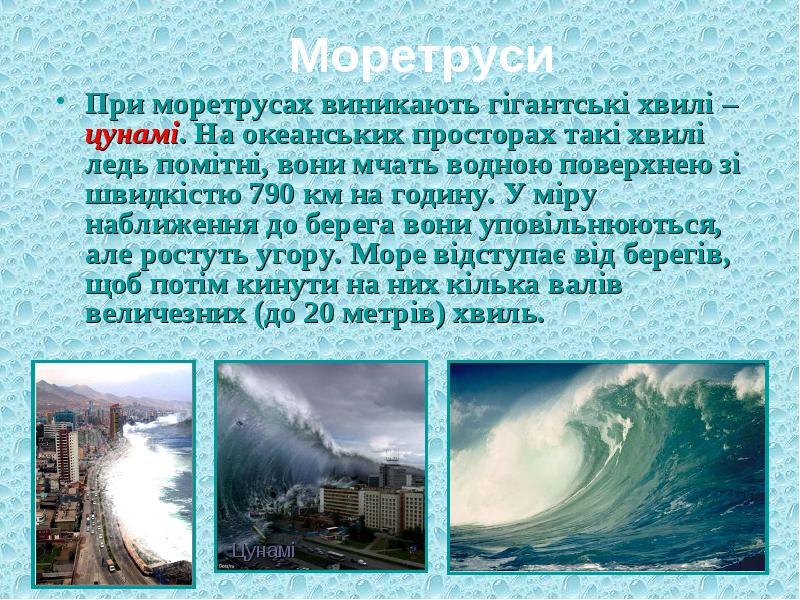 Моретруси
• При моретрусах виникають гігантські хвилі –
цунамі. На океанських просторах такі хвилі
ледь помітні, вони мчать водною поверхнею зі
швидкістю 790 км на годину. У міру
наближення до берега вони уповільнюються,
але ростуть угору. Море відступає від берегів,
щоб потім кинути на них кілька валів
величезних (до 20 метрів) хвиль.
Цунамі